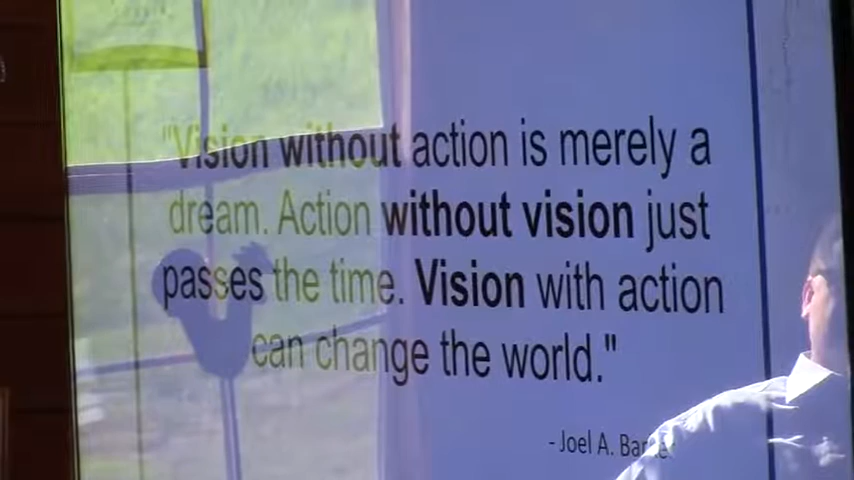 "Vision without action is merely a
dream. Action without vision just
passes the time. Vision with action
can change the world."
- Joel A. Barker